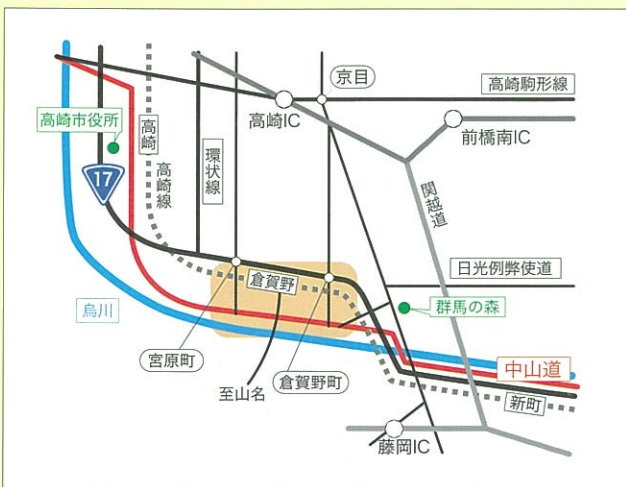 京目
高崎駒形線
高崎IC
前橋南IC
高崎市役所
高崎
高崎線
環状線
17
関越道
日光例弊使道
倉賀野
群馬の森
烏川
宮原町
倉賀野町
中山道
至山名
新町
藤岡IC